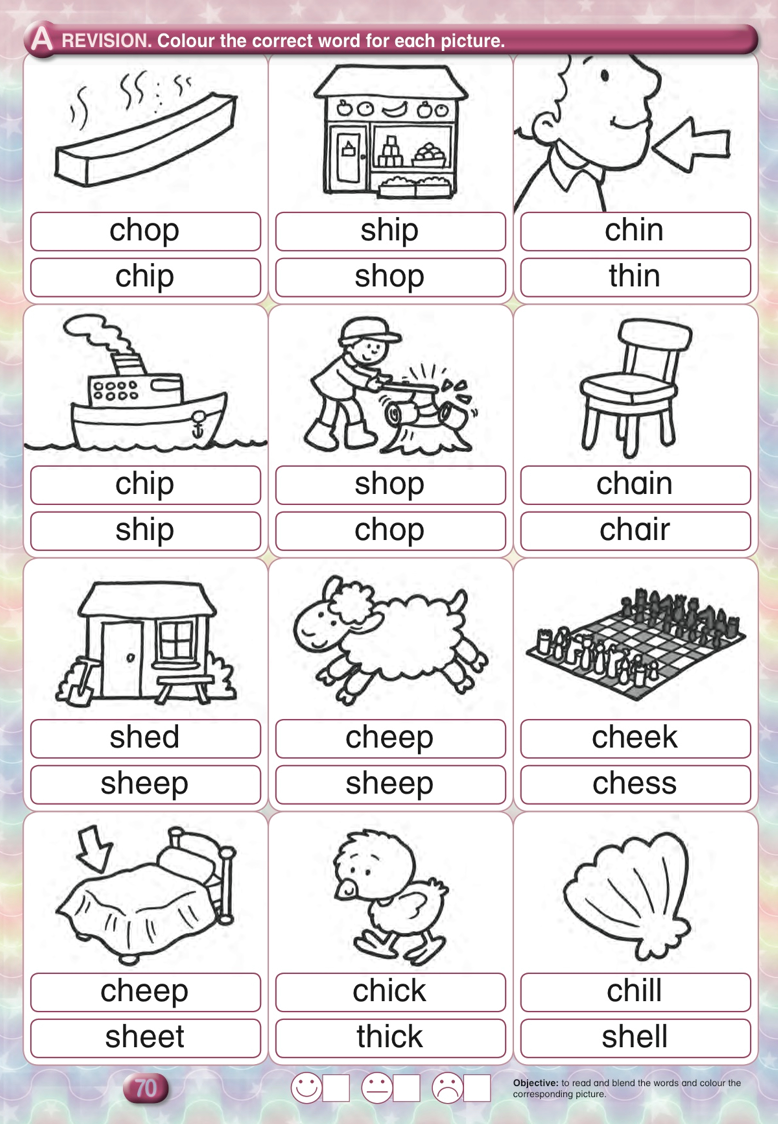 A REVISION. Colour the correct word for each picture.
chop
chip
ship
shop
chin
thin
chip
ship
shop
chop
chain
chair
shed
sheep
cheep
sheep
cheek
chess
cheep
sheet
chick
thick
chill
shell
70
Objective: to read and blend the words and colour the
corresponding picture.